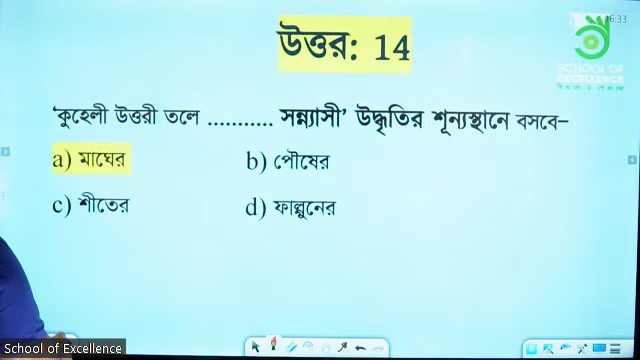 উত্তর: 14
16:33
SCHOOL OF
EXCELLENCE
'কুহেলী উত্তরী তলে ........... সন্ন্যাসী' উদ্ধৃতির শূন্যস্থানে বসবে–
a) মাঘের b) পৌষের
c) শীতের d) ফাল্গুনের
School of Excellence